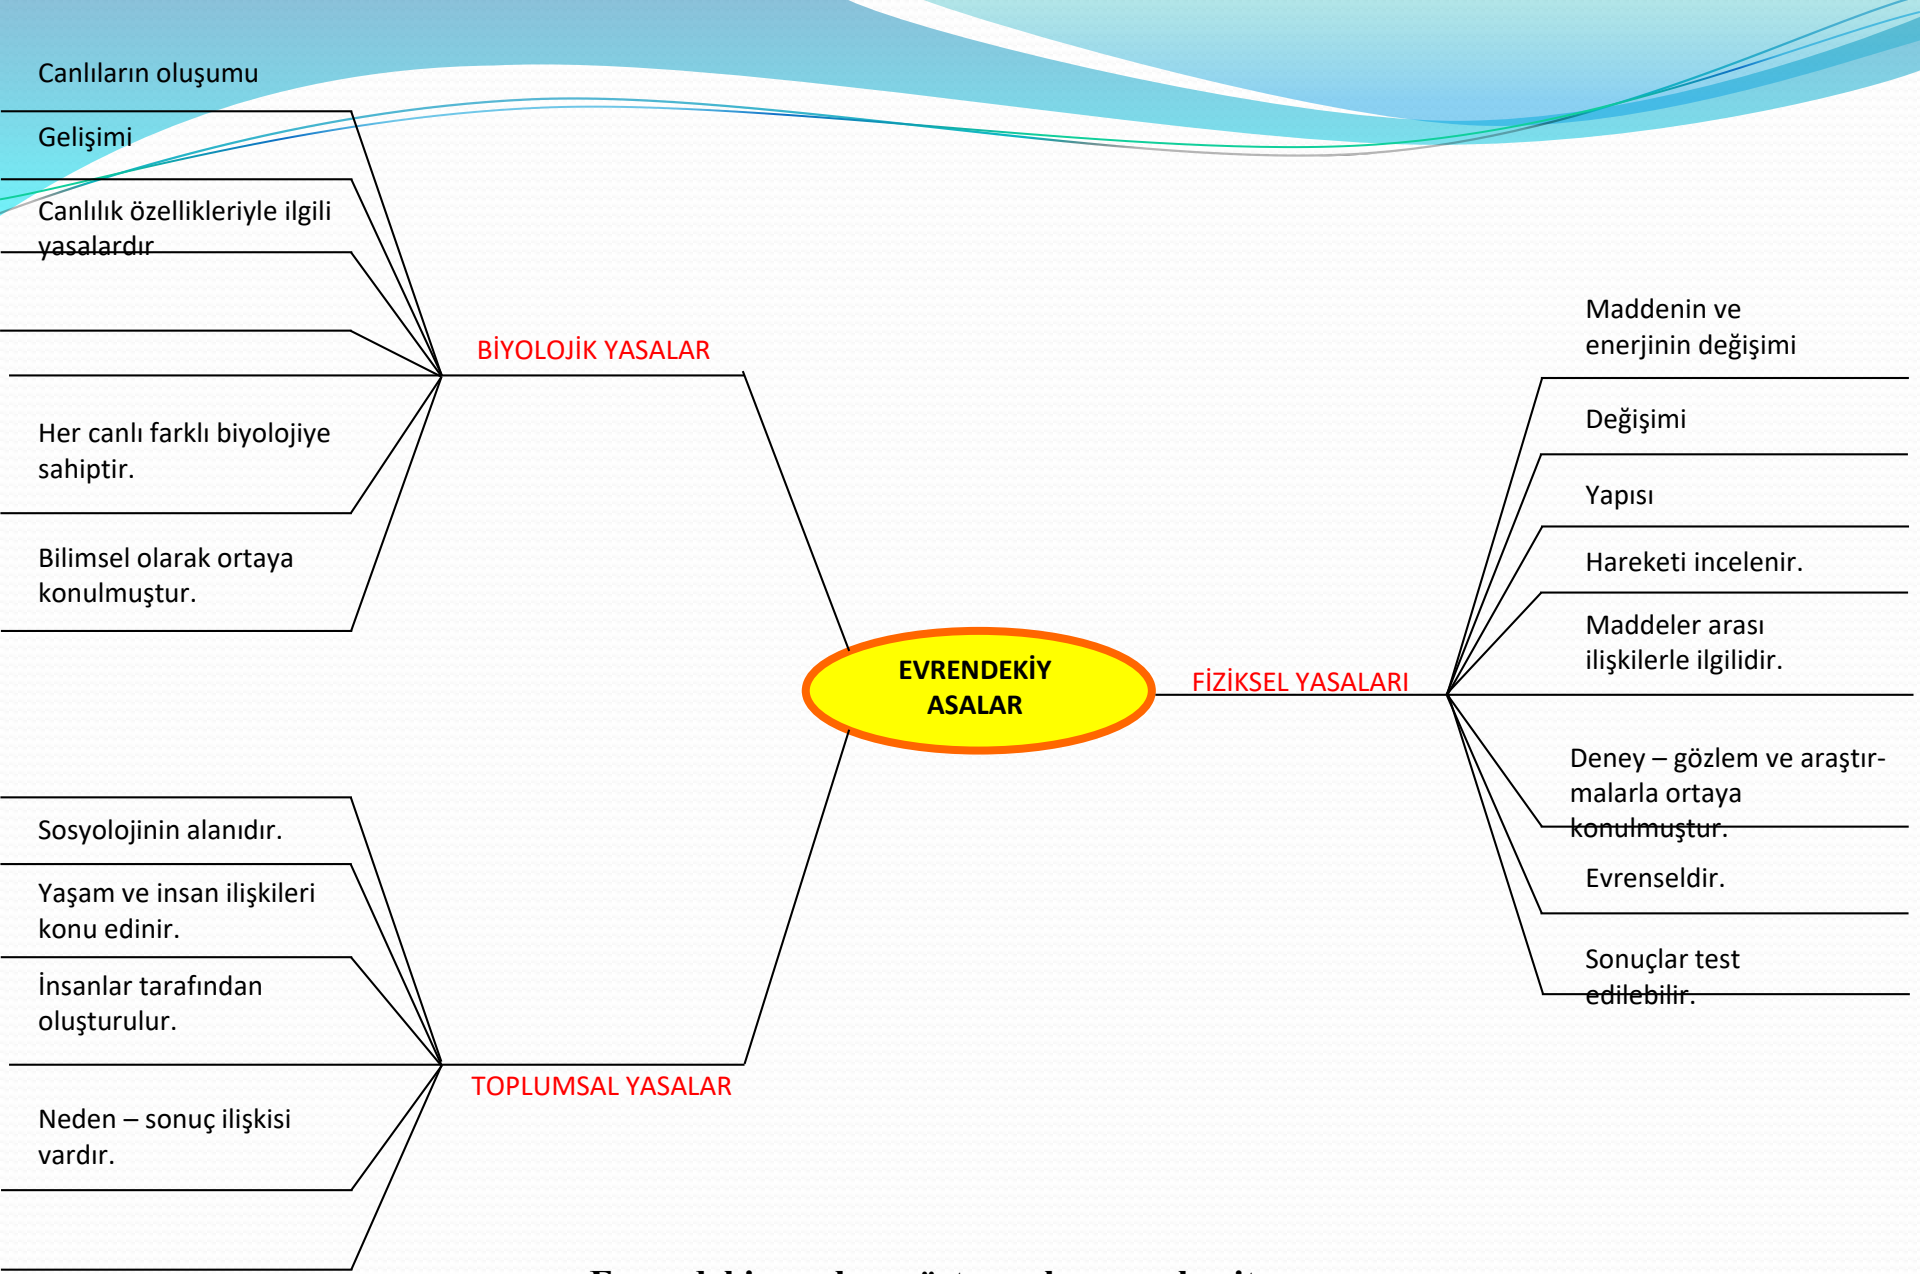 Canlıların oluşumu
Gelişimi
Canlılık özellikleriyle ilgili
yasalardır
BİYOLOJİK YASALAR
Her canlı farklı biyolojiye
sahiptir.
Bilimsel olarak ortaya
konulmuştur.
EVRENDEKİY
ASALAR
FİZİKSEL YASALARI
Maddenin ve
enerjinin değişimi
Değişimi
Yapısı
Hareketi incelenir.
Maddeler arası
ilişkilerle ilgilidir.
Deney – gözlem ve araştır-
malarla ortaya
konulmuştur.
Evrenseldir.
Sonuçlar test
edilebilir.
Sosyolojinin alanıdır.
Yaşam ve insan ilişkileri
konu edinir.
İnsanlar tarafından
oluşturulur.
TOPLUMSAL YASALAR
Neden – sonuç ilişkisi
vardır.